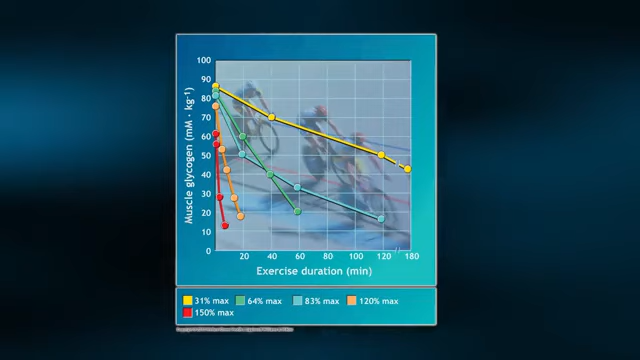 100
90
80
70
60
50
40
30
20
10
0
Muscle glycogen (mM · kg⁻¹)
20 40 60 80 100 120 180
Exercise duration (min)
31% max 64% max 83% max 120% max
150% max